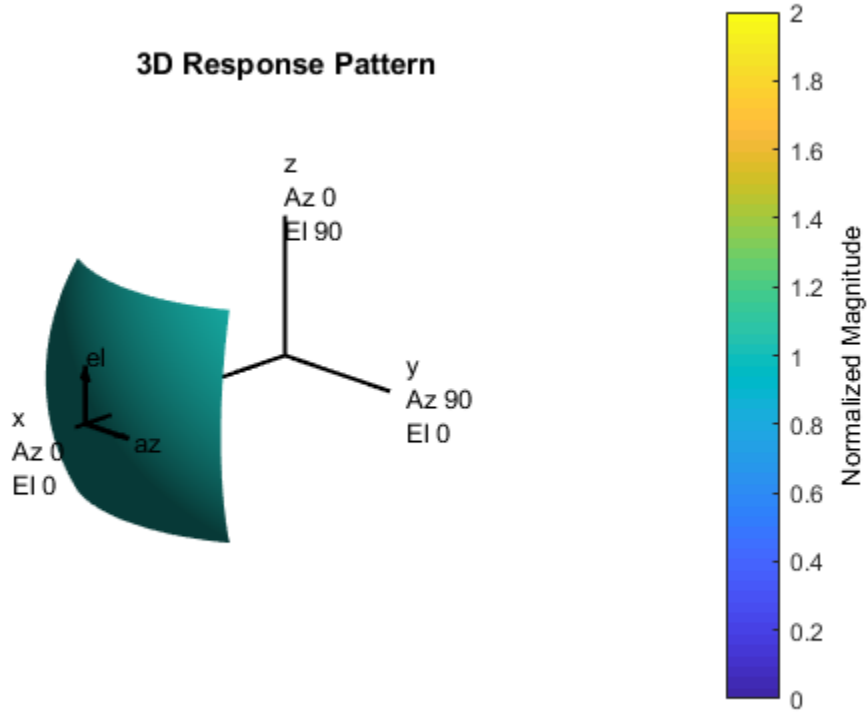 3D Response Pattern
z
Az 0
El 90
el
az
x
Az 0
El 0
y
Az 90
El 0
2
1.8
1.6
1.4
1.2
1
0.8
0.6
0.4
0.2
0
Normalized Magnitude